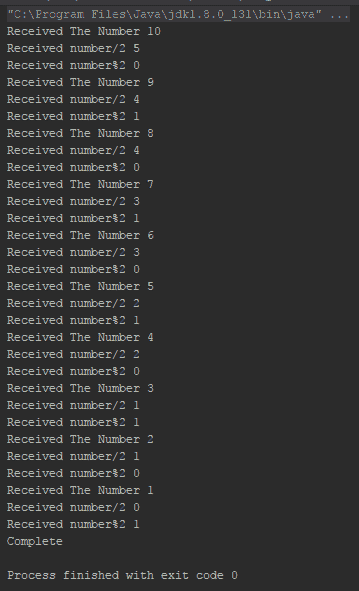 "C:\Program Files\Java\jdk1.8.0_131\bin\java" ...
Received The Number 10
Received number/2 5
Received number%2 0
Received The Number 9
Received number/2 4
Received number%2 1
Received The Number 8
Received number/2 4
Received number%2 0
Received The Number 7
Received number/2 3
Received number%2 1
Received The Number 6
Received number/2 3
Received number%2 0
Received The Number 5
Received number/2 2
Received number%2 1
Received The Number 4
Received number/2 2
Received number%2 0
Received The Number 3
Received number/2 1
Received number%2 1
Received The Number 2
Received number/2 1
Received number%2 0
Received The Number 1
Received number/2 0
Received number%2 1
Complete
Process finished with exit code 0